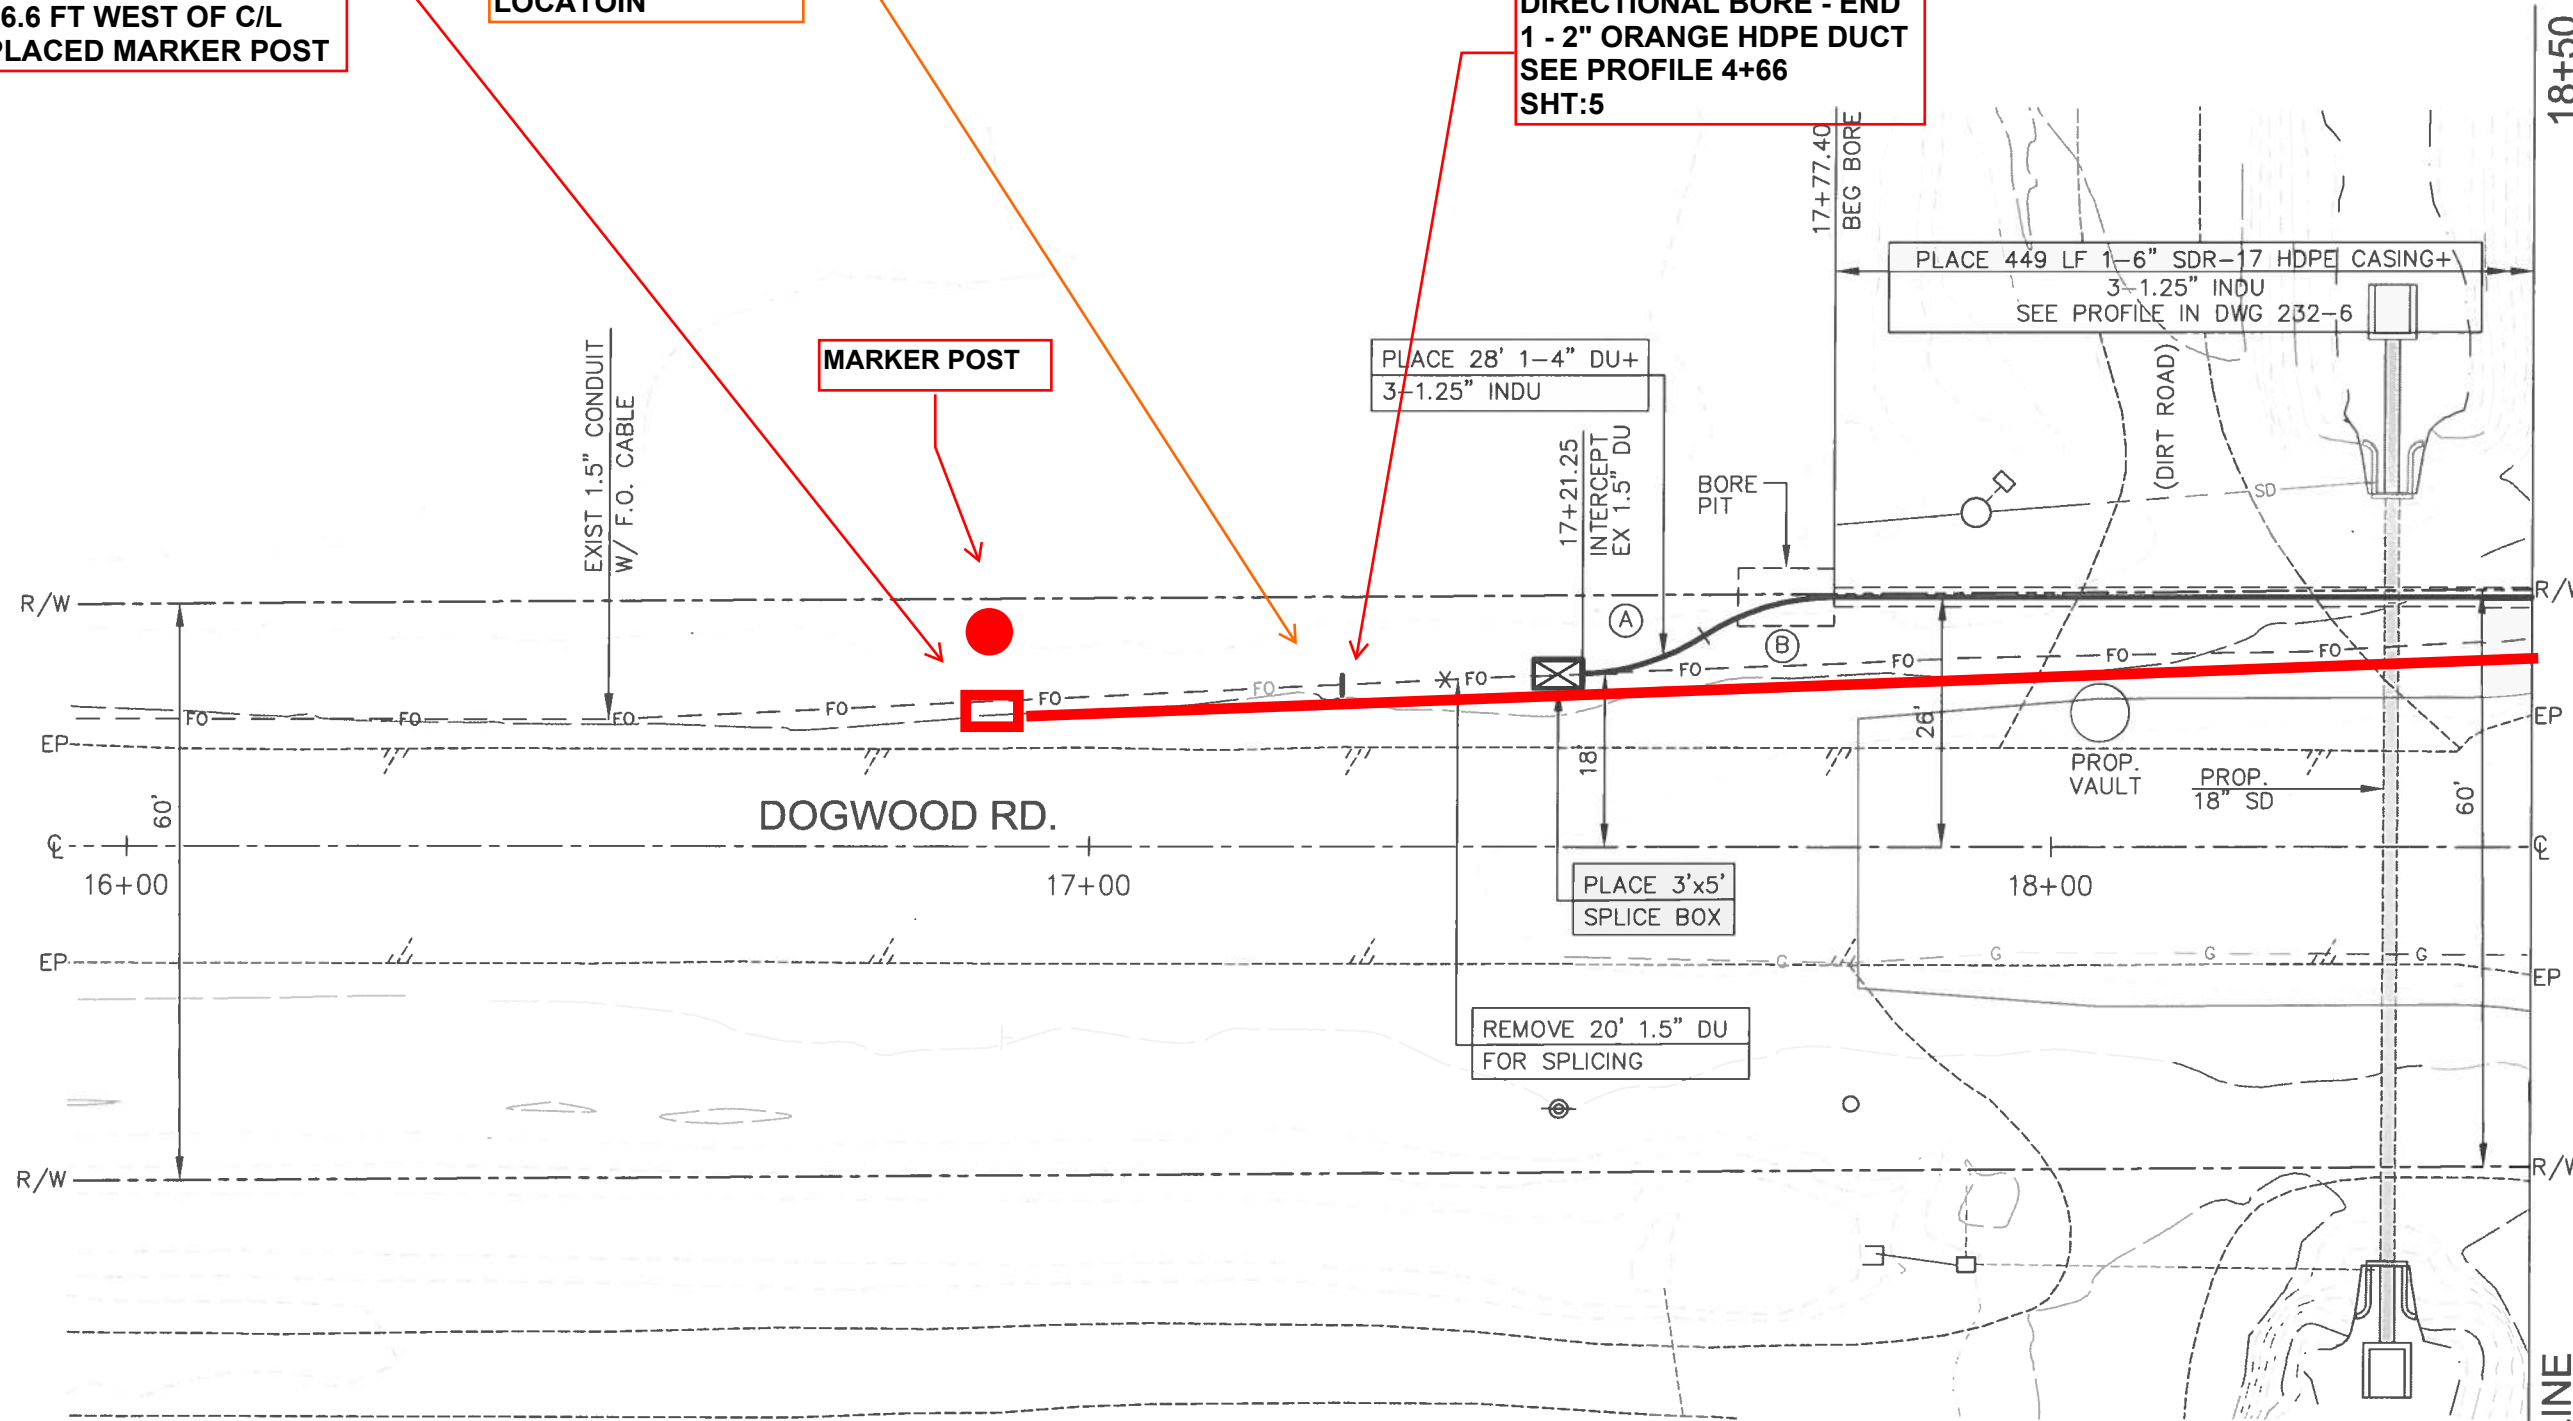 6.6 FT WEST OF C/L
PLACED MARKER POST
LOCATOIN
DIRECTIONAL BORE - END
1 - 2" ORANGE HDPE DUCT
SEE PROFILE 4+66
SHT:5
18+50
17+77.40
BEG BORE
PLACE 449 LF 1-6" SDR-17 HDPE CASING+
3-1.25" INDU
SEE PROFILE IN DWG 232-6
MARKER POST
PLACE 28' 1-4" DU+
3-1.25" INDU
EXIST 1.5" CONDUIT
W/ F.O. CABLE
17+21.25
INTERCEPT
EX 1.5" DU
BORE
PIT
(DIRT ROAD)
SD
R/W
A
B
R/W
FO
FO
FO
FO
FO
FO
FO
FO
FO
FO
FO
EP
EP
60'
18'
26'
60'
PROP.
VAULT
PROP.
18" SD
DOGWOOD RD.
℄
℄
16+00
17+00
18+00
PLACE 3'x5'
SPLICE BOX
EP
G
G
G
G
EP
REMOVE 20' 1.5" DU
FOR SPLICING
R/W
R/W
INE